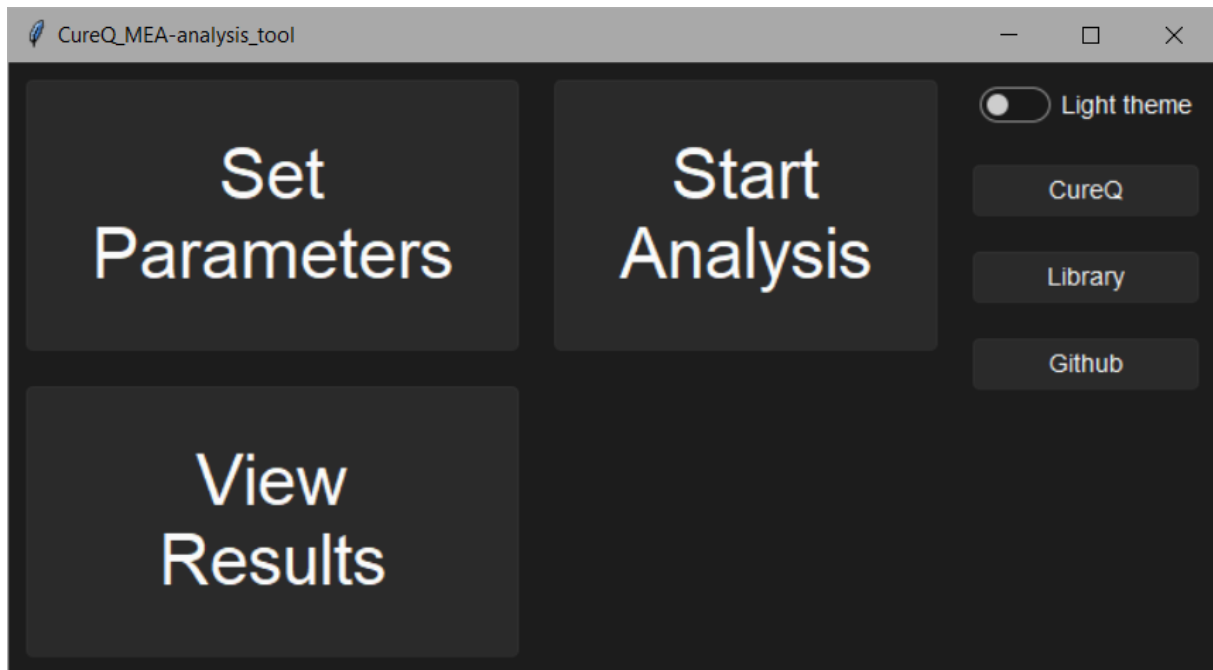 CureQ_MEA-analysis_tool
Set
Parameters
Start
Analysis
Light theme
CureQ
Library
Github
View
Results